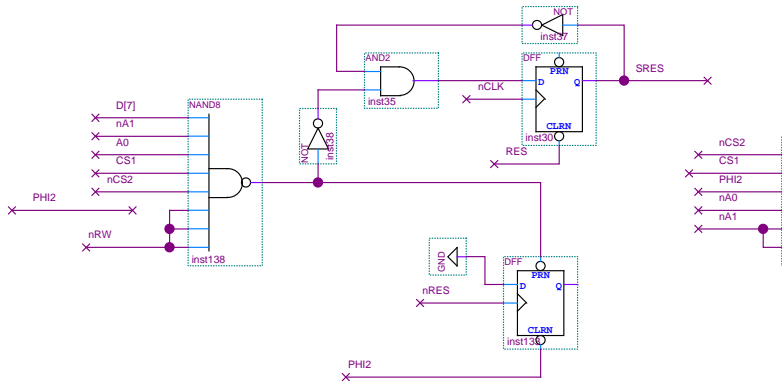 NOT
inst37
AND2
inst35
DFF
PRN
D
Q
CLRN
inst30
nCLK
SRES
RES
NOT
inst38
D[7]
nA1
A0
CS1
nCS2
PHI2
nRW
NAND8
inst138
nCS2
CS1
PHI2
nA0
nA1
GND
DFF
PRN
D
Q
CLRN
nRES
PHI2